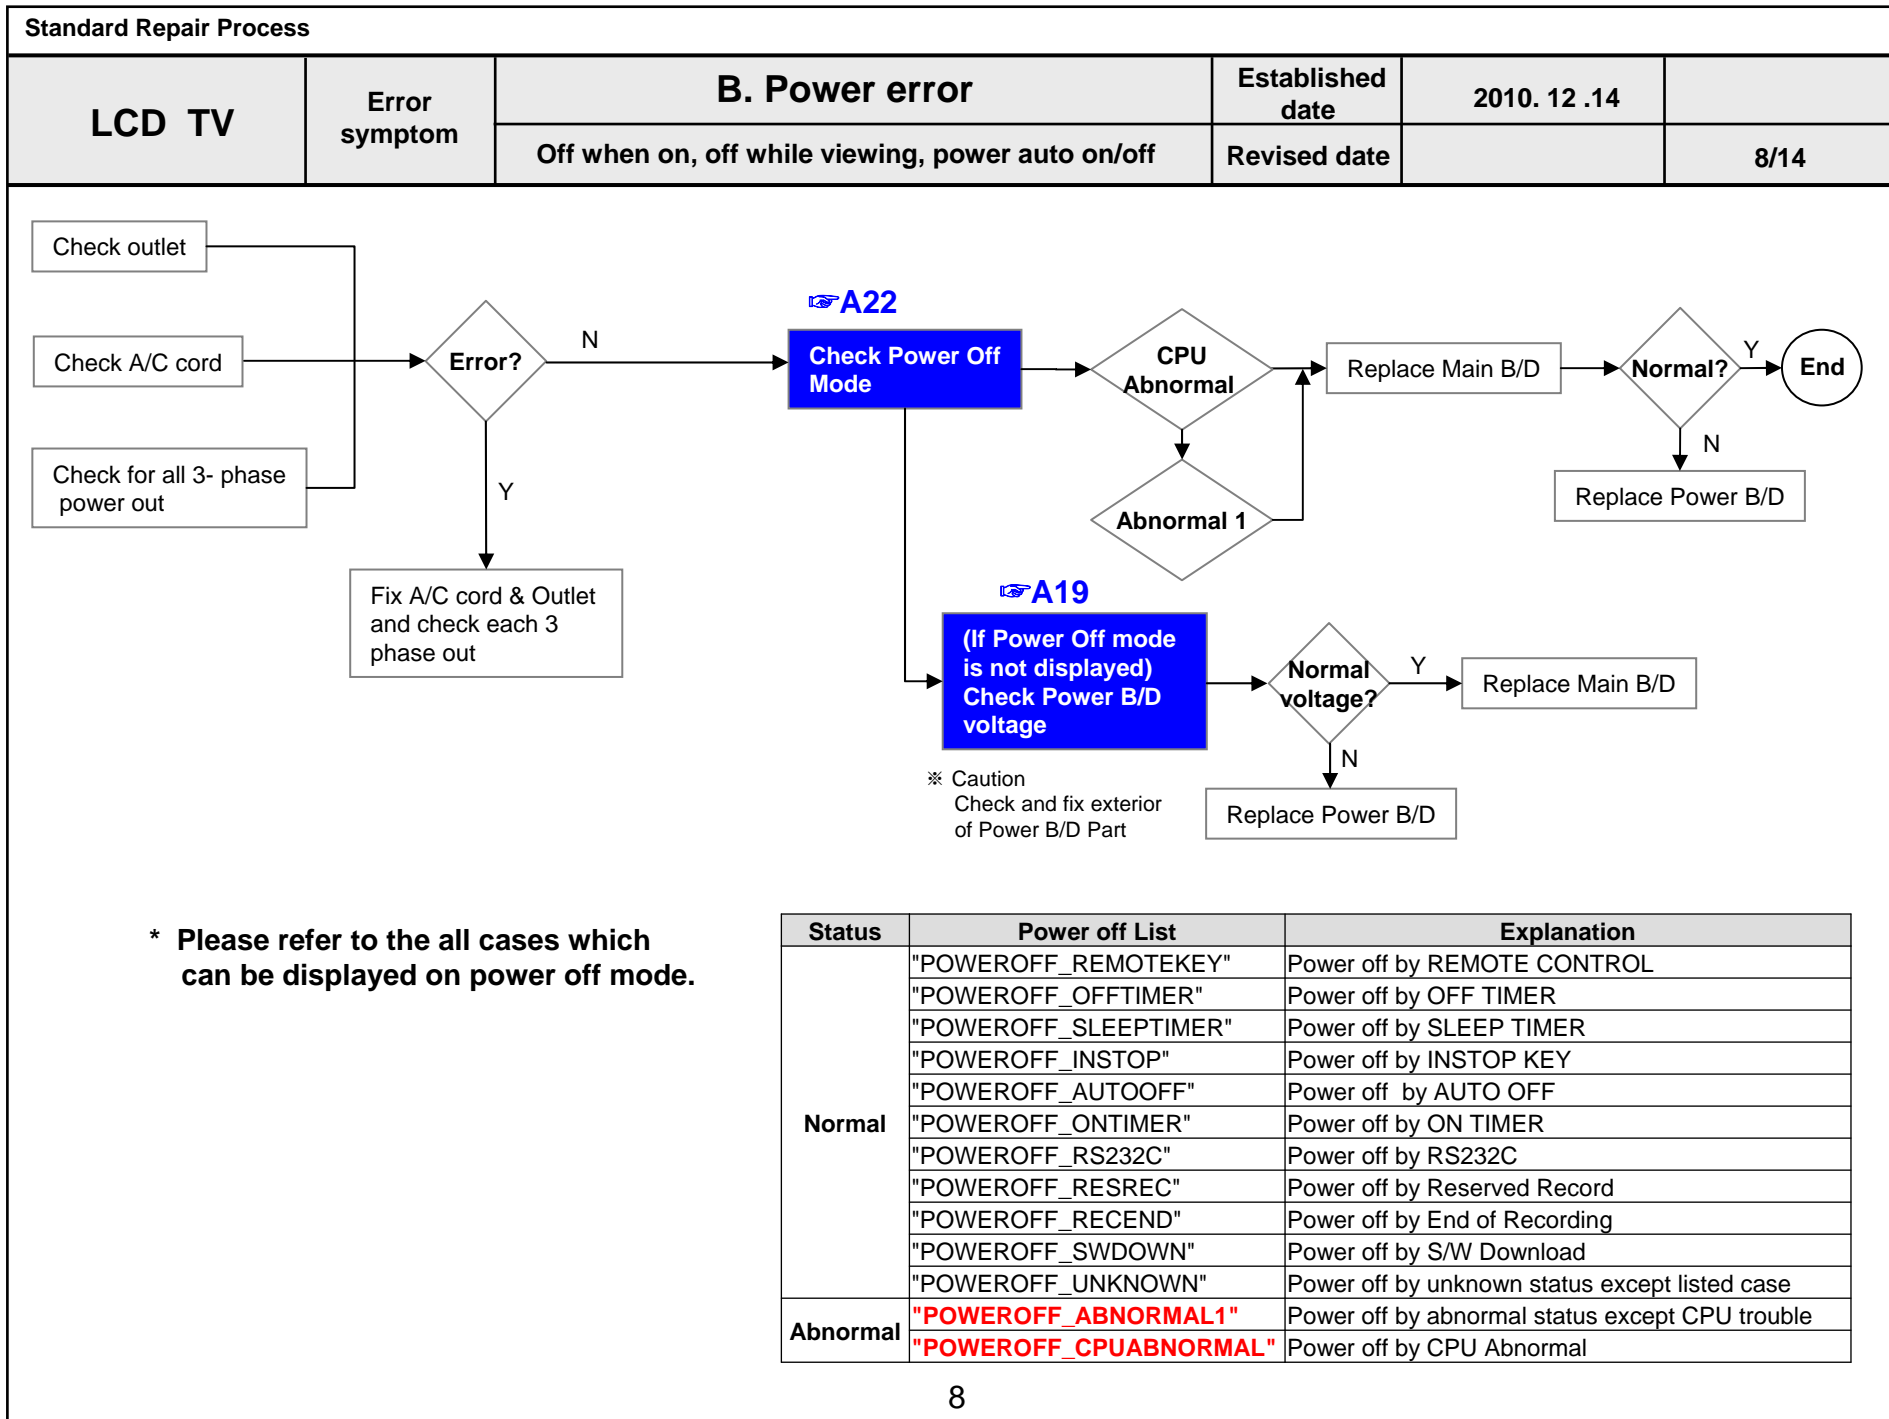 Standard Repair Process
LCD  TV
Error
symptom
B. Power error
Off when on, off while viewing, power auto on/off
Established
date
2010. 12 .14
Revised date
8/14
Check outlet
Check A/C cord
Check for all 3- phase
power out
Error?
N
Y
Fix A/C cord & Outlet
and check each 3
phase out
☞A22
Check Power Off
Mode
CPU
Abnormal
Abnormal 1
Replace Main B/D
Normal?
Y
End
N
Replace Power B/D
☞A19
(If Power Off mode
is not displayed)
Check Power B/D
voltage
※ Caution
Check and fix exterior
of Power B/D Part
Normal
voltage?
Y
Replace Main B/D
N
Replace Power B/D
* Please refer to the all cases which
can be displayed on power off mode.
Status Power off List Explanation
Normal
"POWEROFF_REMOTEKEY" Power off by REMOTE CONTROL
"POWEROFF_OFFTIMER" Power off by OFF TIMER
"POWEROFF_SLEEPTIMER" Power off by SLEEP TIMER
"POWEROFF_INSTOP" Power off by INSTOP KEY
"POWEROFF_AUTOOFF" Power off  by AUTO OFF
"POWEROFF_ONTIMER" Power off by ON TIMER
"POWEROFF_RS232C" Power off by RS232C
"POWEROFF_RESREC" Power off by Reserved Record
"POWEROFF_RECEND" Power off by End of Recording
"POWEROFF_SWDOWN" Power off by S/W Download
"POWEROFF_UNKNOWN" Power off by unknown status except listed case
Abnormal
"POWEROFF_ABNORMAL1" Power off by abnormal status except CPU trouble
"POWEROFF_CPUABNORMAL" Power off by CPU Abnormal
8